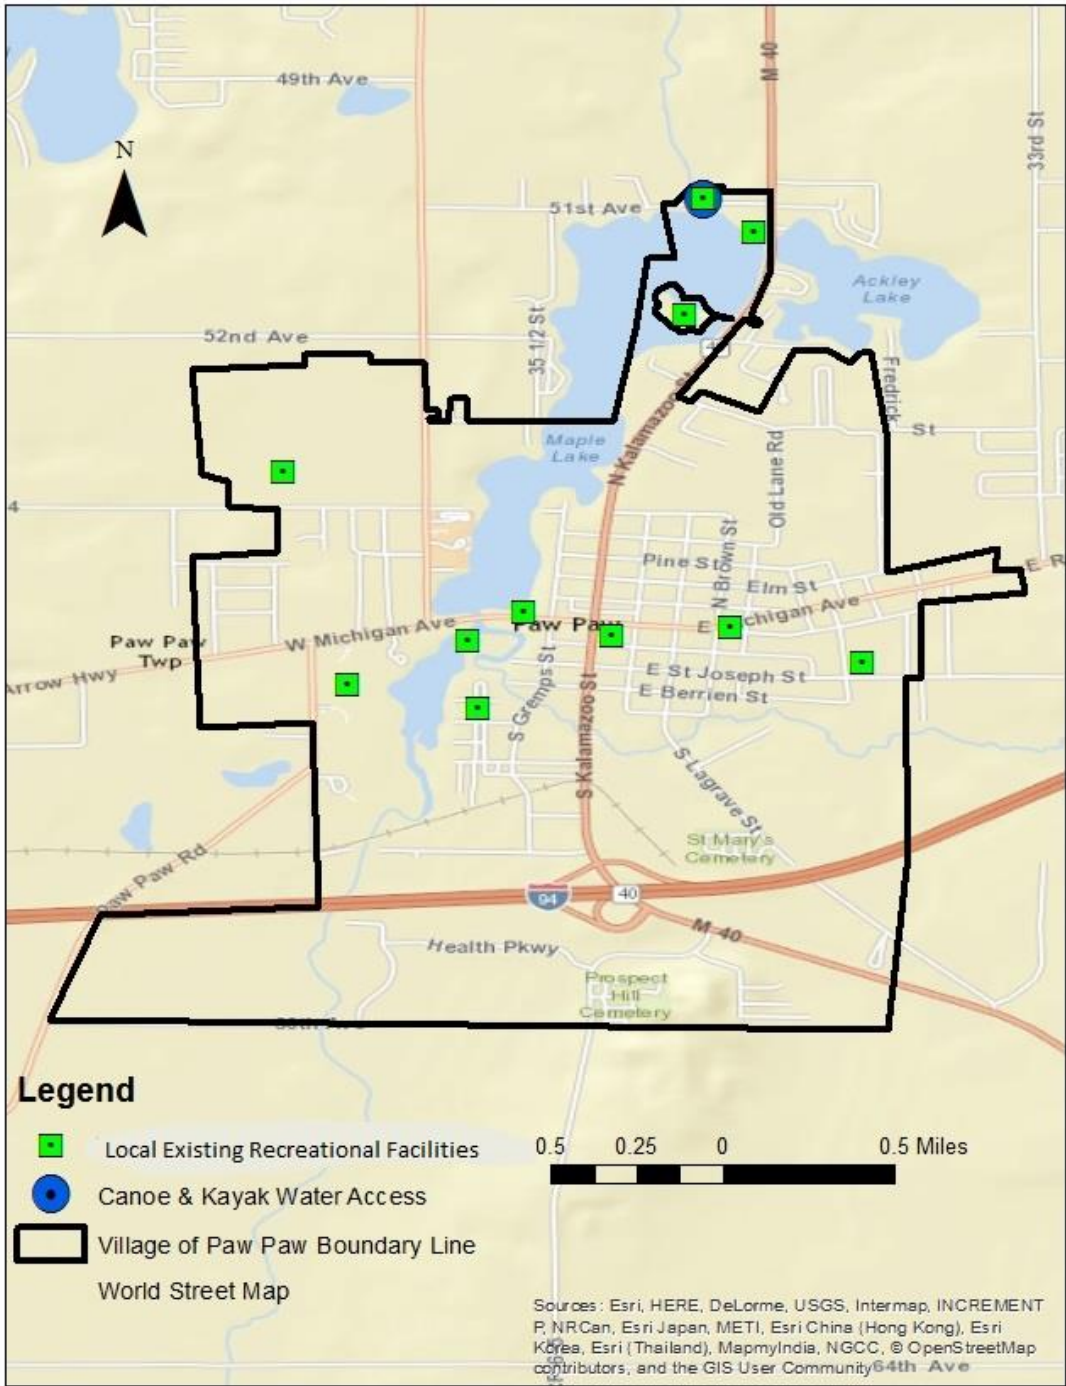 49th Ave
M 40
33rd St
N
51st Ave
Ackley
Lake
52nd Ave
35 1/2 St
4
Fredrick
St
Maple
Lake
N Kalamazoo St
Old Lane Rd
4
Pine St
N Brown St
Elm St
E R
E
chigan Ave
Paw Paw
W Michigan Ave
Paw Paw
Twp
Arrow Hwy
E St Joseph St
E Berrien St
S Gremps St
S Kalamazoo St
S Lagrave St
St Mary's
Cemetery
Paw Paw Rd
94
40
M 40
Health Pkwy
Prospect
Hill
Cemetery
Legend
Local Existing Recreational Facilities
Canoe & Kayak Water Access
Village of Paw Paw Boundary Line
World Street Map
0.5 0.25 0 0.5 Miles
Sources: Esri, HERE, DeLorme, USGS, Intermap, INCREMENT
P, NRCan, Esri Japan, METI, Esri China (Hong Kong), Esri
Korea, Esri (Thailand), MapmyIndia, NGCC, © OpenStreetMap
contributors, and the GIS User Community
64th Ave